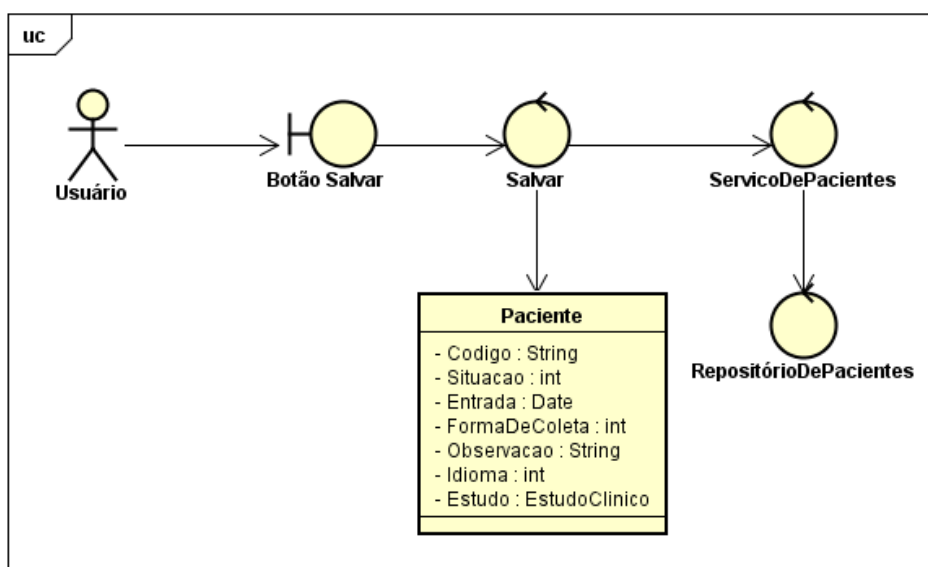 uc
Usuário
Botão Salvar
Salvar
ServicoDePacientes
Paciente
- Codigo : String
- Situacao : int
- Entrada : Date
- FormaDeColeta : int
- Observacao : String
- Idioma : int
- Estudo : EstudoClinico
RepositórioDePacientes